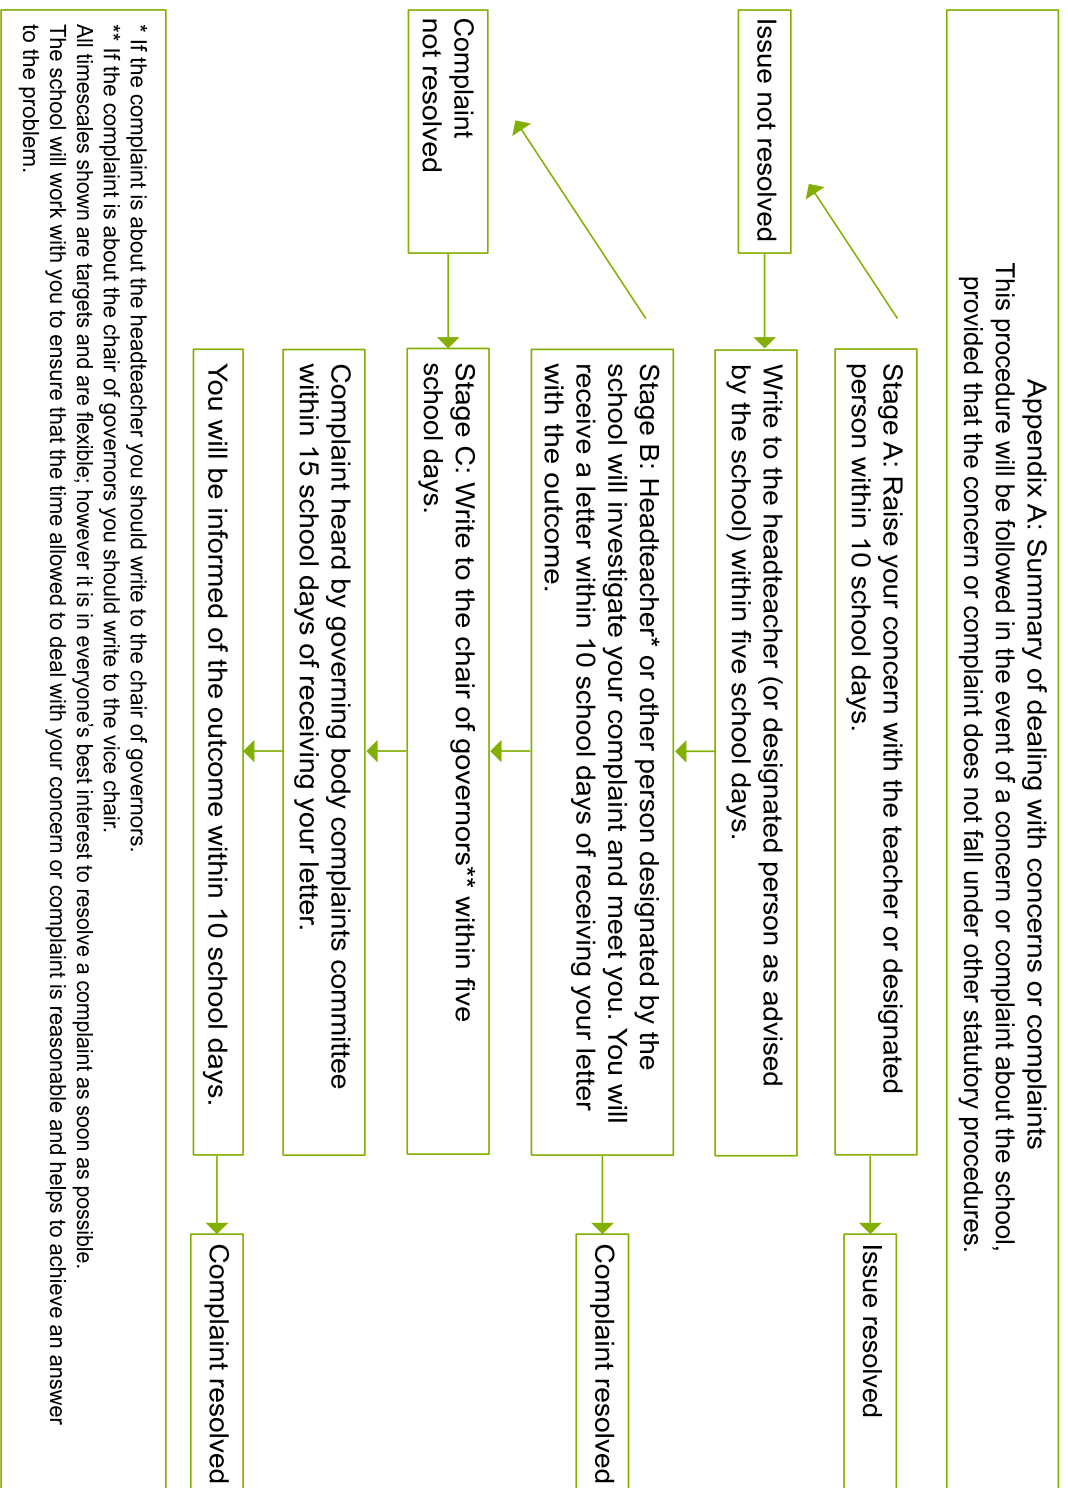 Appendix A: Summary of dealing with concerns or complaints
This procedure will be followed in the event of a concern or complaint about the school,
provided that the concern or complaint does not fall under other statutory procedures.
Stage A: Raise your concern with the teacher or designated
person within 10 school days.
Issue resolved
Issue not resolved
Write to the headteacher (or designated person as advised
by the school) within five school days.
Stage B: Headteacher* or other person designated by the
school will investigate your complaint and meet you. You will
receive a letter within 10 school days of receiving your letter
with the outcome.
Complaint resolved
Complaint
not resolved
Stage C: Write to the chair of governors** within five
school days.
Complaint heard by governing body complaints committee
within 15 school days of receiving your letter.
You will be informed of the outcome within 10 school days.
Complaint resolved
* If the complaint is about the headteacher you should write to the chair of governors.
** If the complaint is about the chair of governors you should write to the vice chair.
All timescales shown are targets and are flexible; however it is in everyone’s best interest to resolve a complaint as soon as possible.
The school will work with you to ensure that the time allowed to deal with your concern or complaint is reasonable and helps to achieve an answer
to the problem.